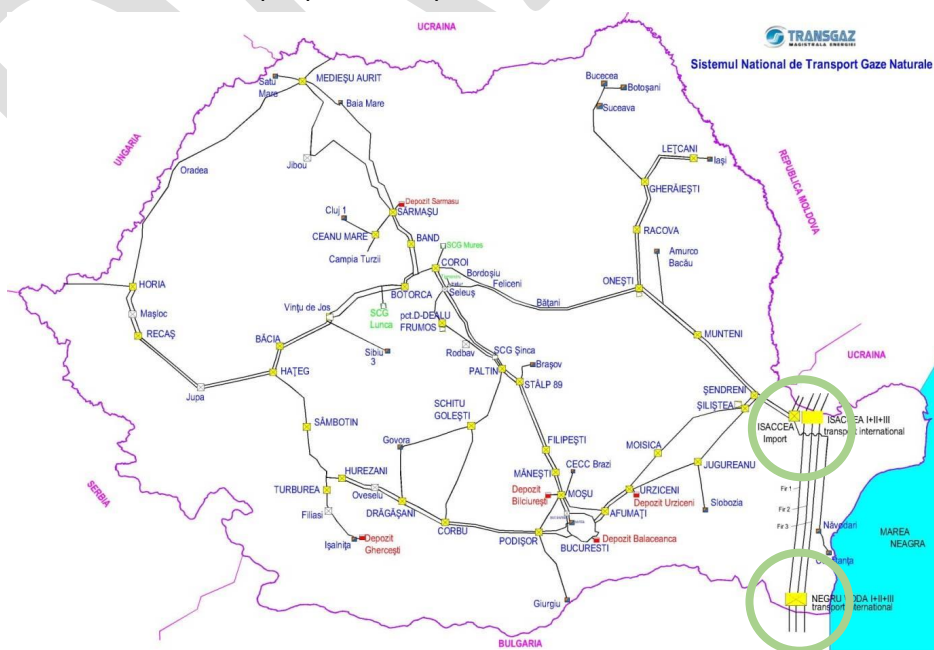 UCRAINA
TRANSGAZ
MAGISTRALA ENERGIEI
Sistemul National de Transport Gaze Naturale
MEDIEŞU AURIT
Satu
Mare
Baia Mare
Bucecea
Botoşani
Suceava
UNGARIA
Oradea
Jibou
LEŢCANI
Iaşi
GHERĂIEŞTI
REPUBLICA MOLDOVA
Depozit Sarmasu
SĂRMAŞU
Cluj 1
CEANU MARE
BAND
Campia Turzii
RACOVA
Amurco
Bacău
SCG Mures
COROI
Bordoşiu
Feliceni
HORIA
Maşloc
RECAŞ
BOTORCA
Seleuş
Băţani
ONEŞTI
Vinţu de Jos
SCG
Lunca
pct.D-DEALU
FRUMOS
BĂCIA
Sibiu
3
Rodbav
SCG Şinca
MUNTENI
UCRAINA
HAŢEG
PALTIN
Braşov
STÂLP 89
Jupa
ŞENDRENI
ŞILIŞTEA
SCHITU
GOLEŞTI
SÂMBOTIN
ISACCEA
Import
ISACCEA I+II+III
transport international
Govora
FILIPEŞTI
MOISICA
HUREZANI
MĂNEŞTI
CECC Brazi
JUGUREANU
TURBUREA
Oveselu
Depozit
Bilciureşti
MOŞU
URZICENI
Depozit Urziceni
Fir 1
Fir 2
Fir 3
Filiasi
DRĂGĂŞANI
AFUMAŢI
Slobozia
CORBU
Năvodari
MAREA
NEAGRA
Işalniţa
Depozit
Gherceşti
PODIŞOR
BUCURESTI
Depozit Balaceanca
SERBIA
Giurgiu
NEGRU VODA I+II+III
transport international
BULGARIA